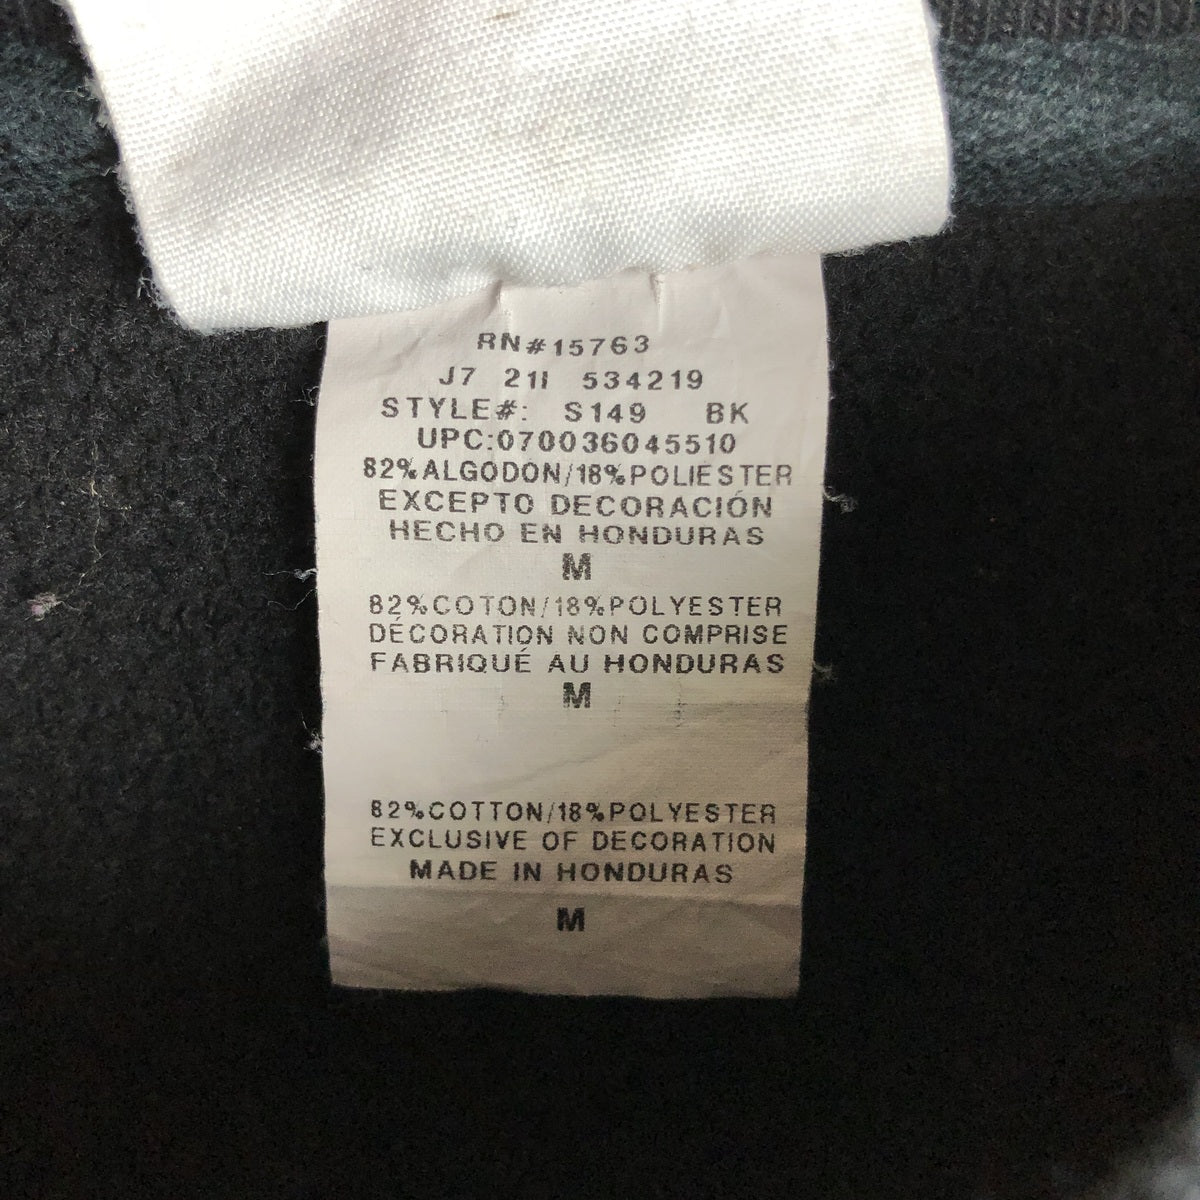 RN#15763
J7 21I 534219
STYLE#: S149 BK
UPC:070036045510
82%ALGODON/18%POLIESTER
EXCEPTO DECORACIÓN
HECHO EN HONDURAS
M
82%COTON/18%POLYESTER
DÉCORATION NON COMPRISE
FABRIQUÉ AU HONDURAS
M
82%COTTON/18%POLYESTER
EXCLUSIVE OF DECORATION
MADE IN HONDURAS
M